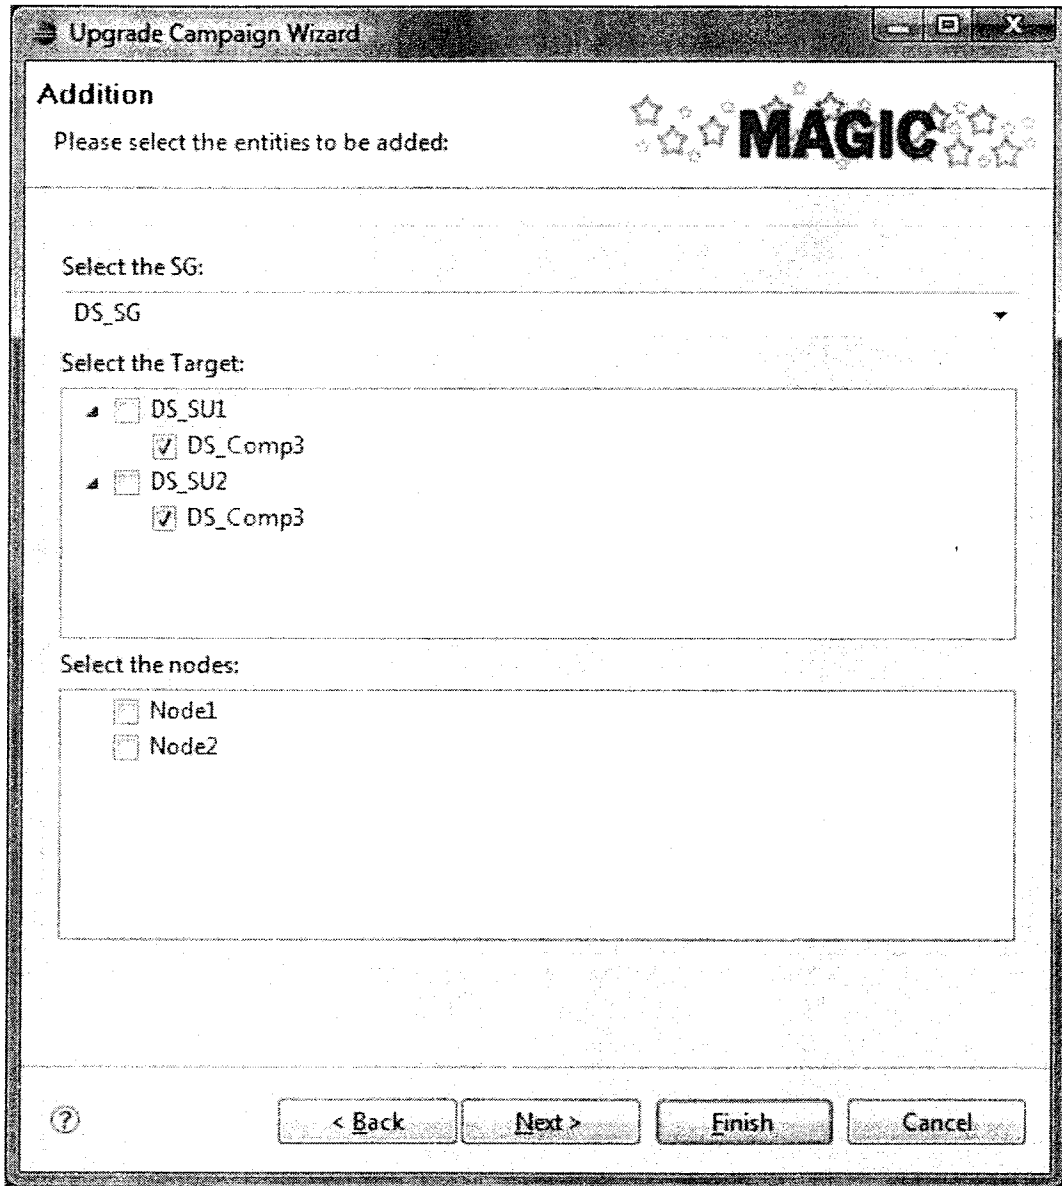 Upgrade Campaign Wizard
Addition
Please select the entities to be added:
MAGIC
Select the SG:
DS_SG
Select the Target:
DS_SU1
DS_Comp3
DS_SU2
DS_Comp3
Select the nodes:
Node1
Node2
?
< Back
Next >
Finish
Cancel